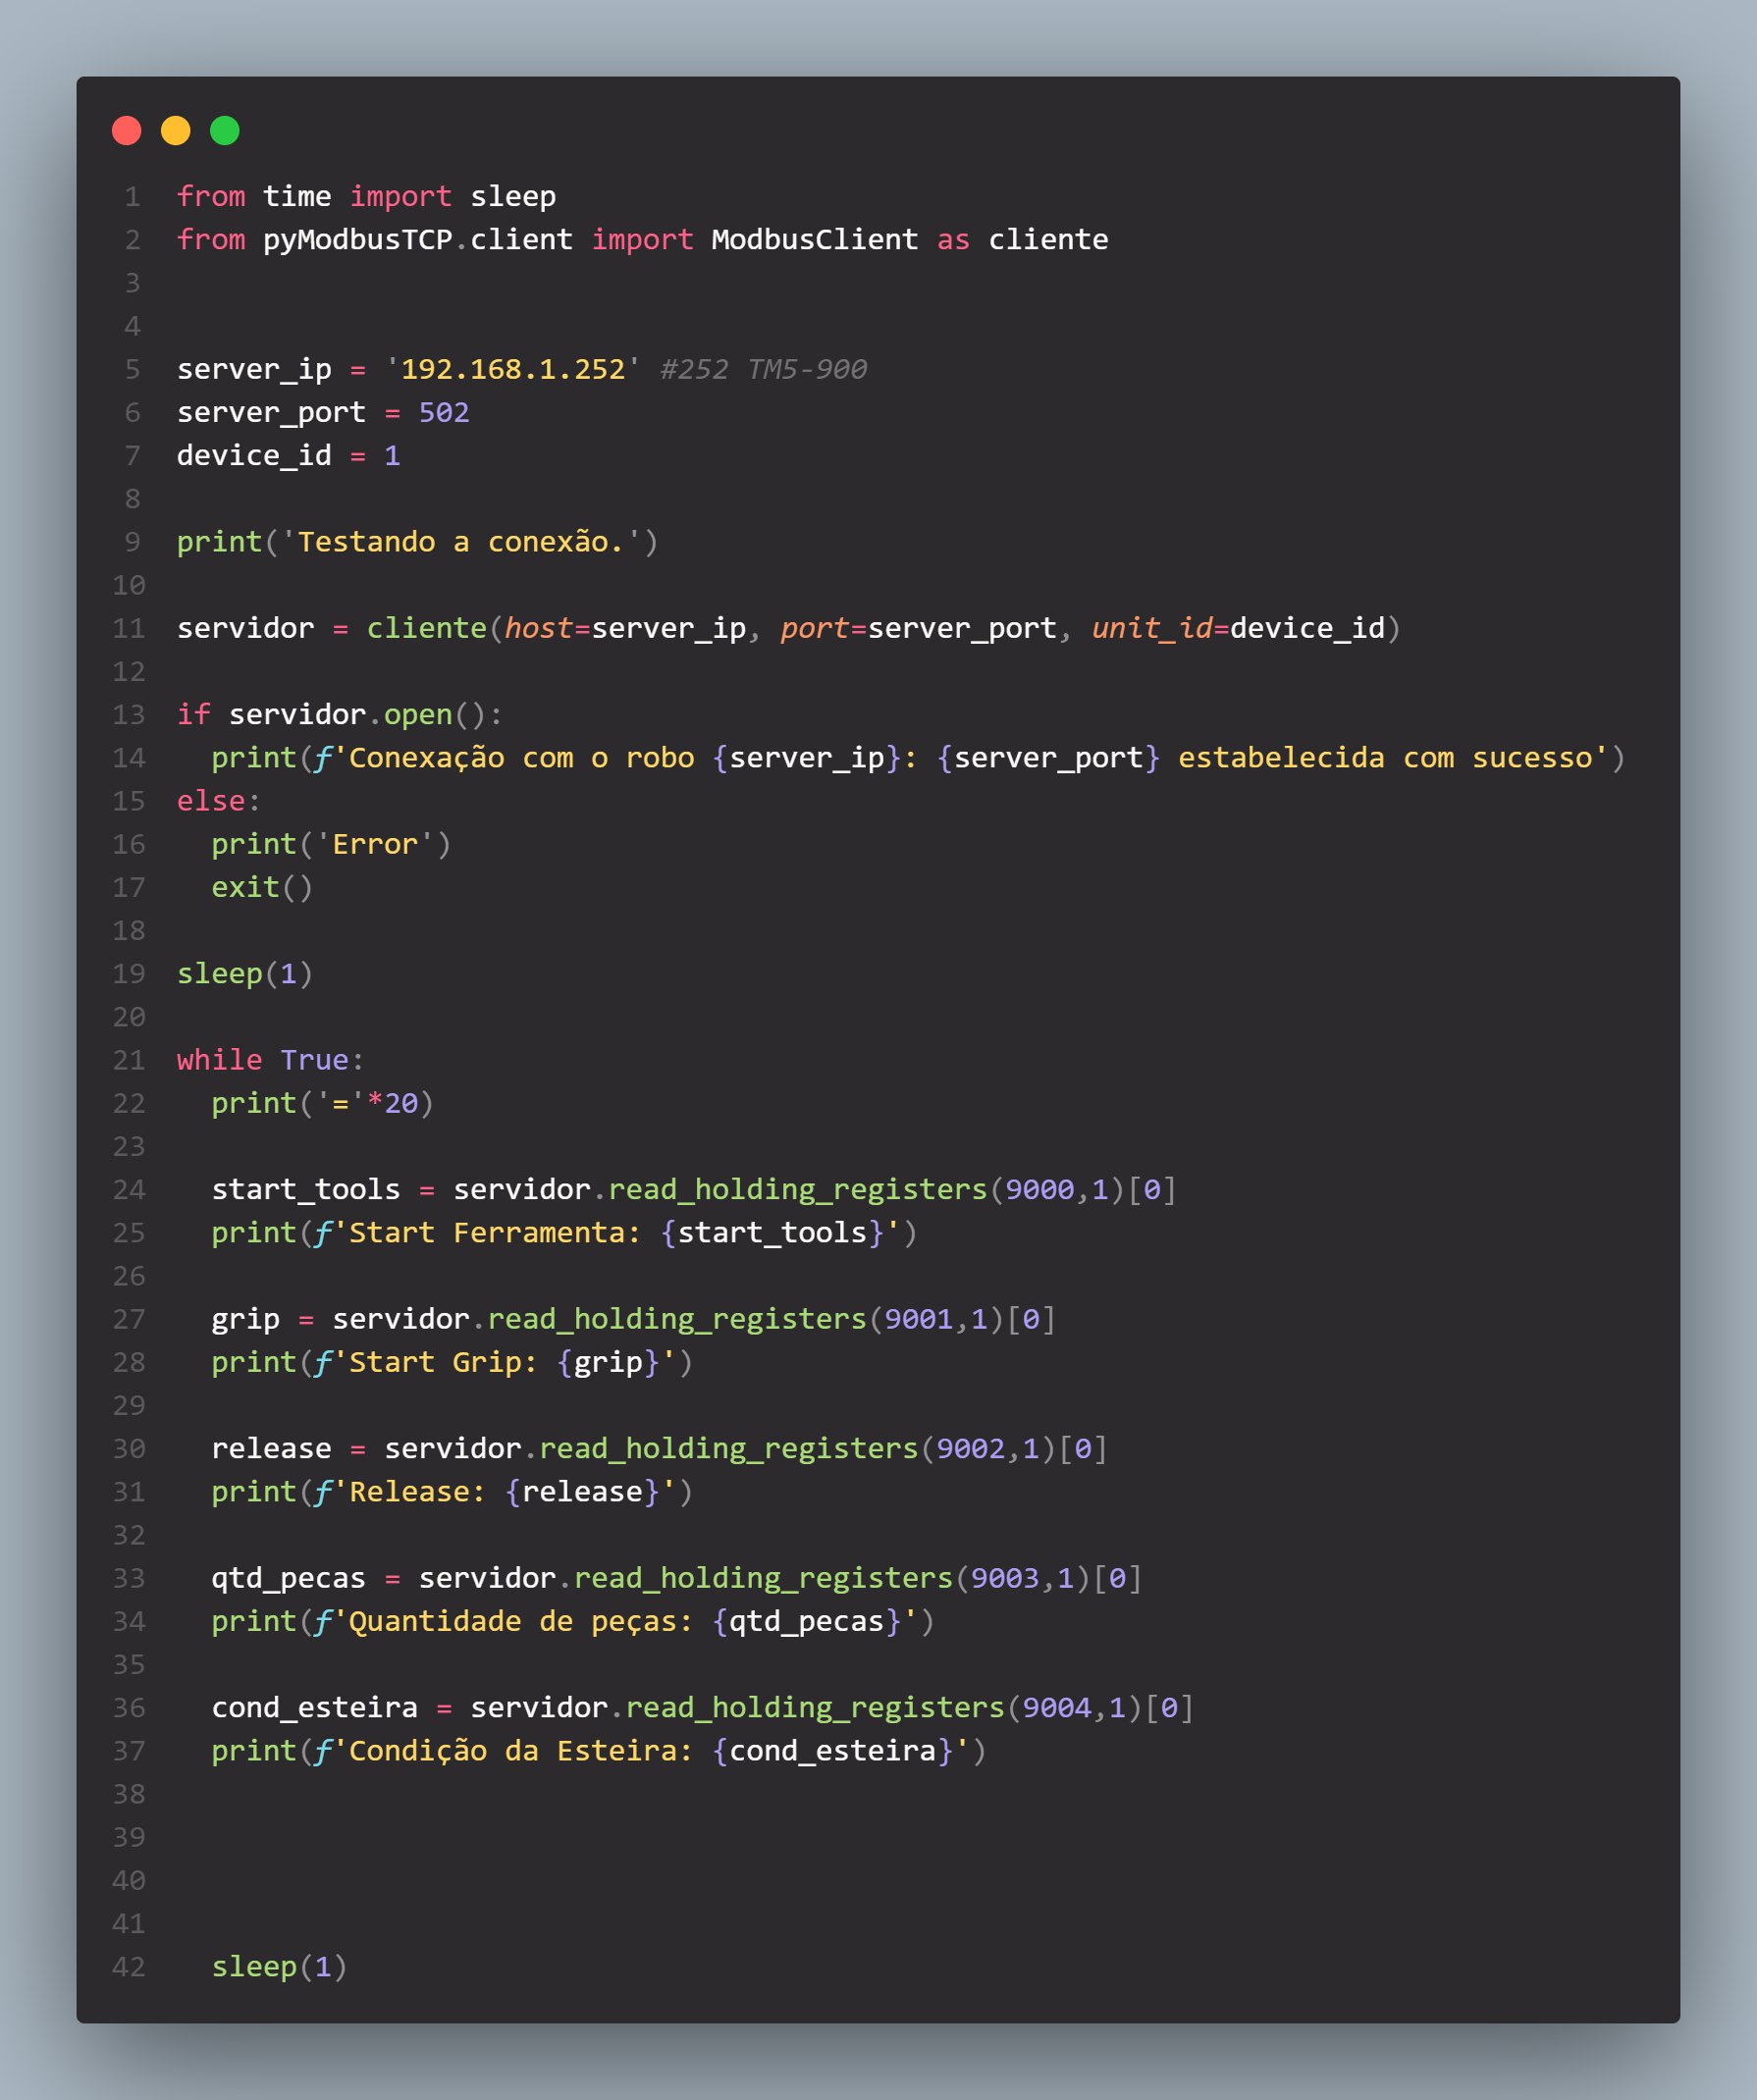 1 from time import sleep
2 from pyModbusTCP.client import ModbusClient as cliente
3
4
5 server_ip = '192.168.1.252' #252 TM5-900
6 server_port = 502
7 device_id = 1
8
9 print('Testando a conexão.')
10
11 servidor = cliente(host=server_ip, port=server_port, unit_id=device_id)
12
13 if servidor.open():
14   print(f'Conexação com o robo {server_ip}: {server_port} estabelecida com sucesso')
15 else:
16   print('Error')
17   exit()
18
19 sleep(1)
20
21 while True:
22   print('='*20)
23
24   start_tools = servidor.read_holding_registers(9000,1)[0]
25   print(f'Start Ferramenta: {start_tools}')
26
27   grip = servidor.read_holding_registers(9001,1)[0]
28   print(f'Start Grip: {grip}')
29
30   release = servidor.read_holding_registers(9002,1)[0]
31   print(f'Release: {release}')
32
33   qtd_pecas = servidor.read_holding_registers(9003,1)[0]
34   print(f'Quantidade de peças: {qtd_pecas}')
35
36   cond_esteira = servidor.read_holding_registers(9004,1)[0]
37   print(f'Condição da Esteira: {cond_esteira}')
38
39
40
41
42   sleep(1)